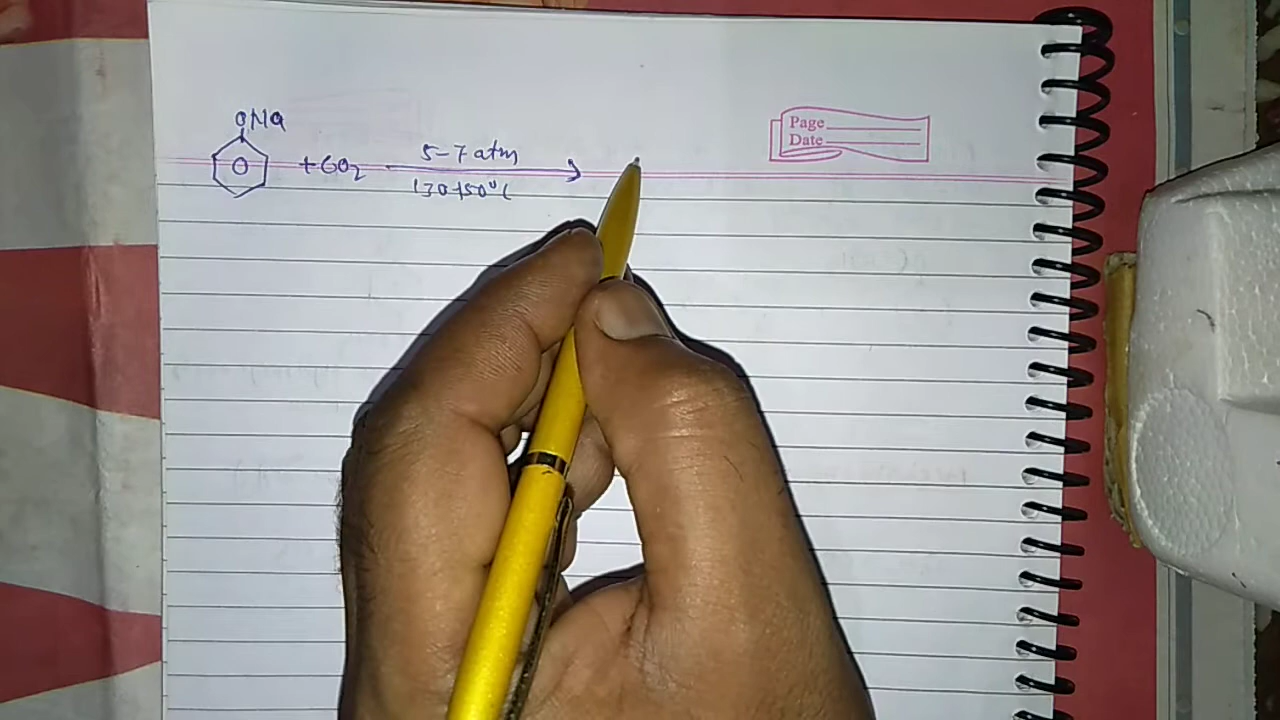 ONa
+ CO₂ 5-7 atm
130-150°C
Page
Date